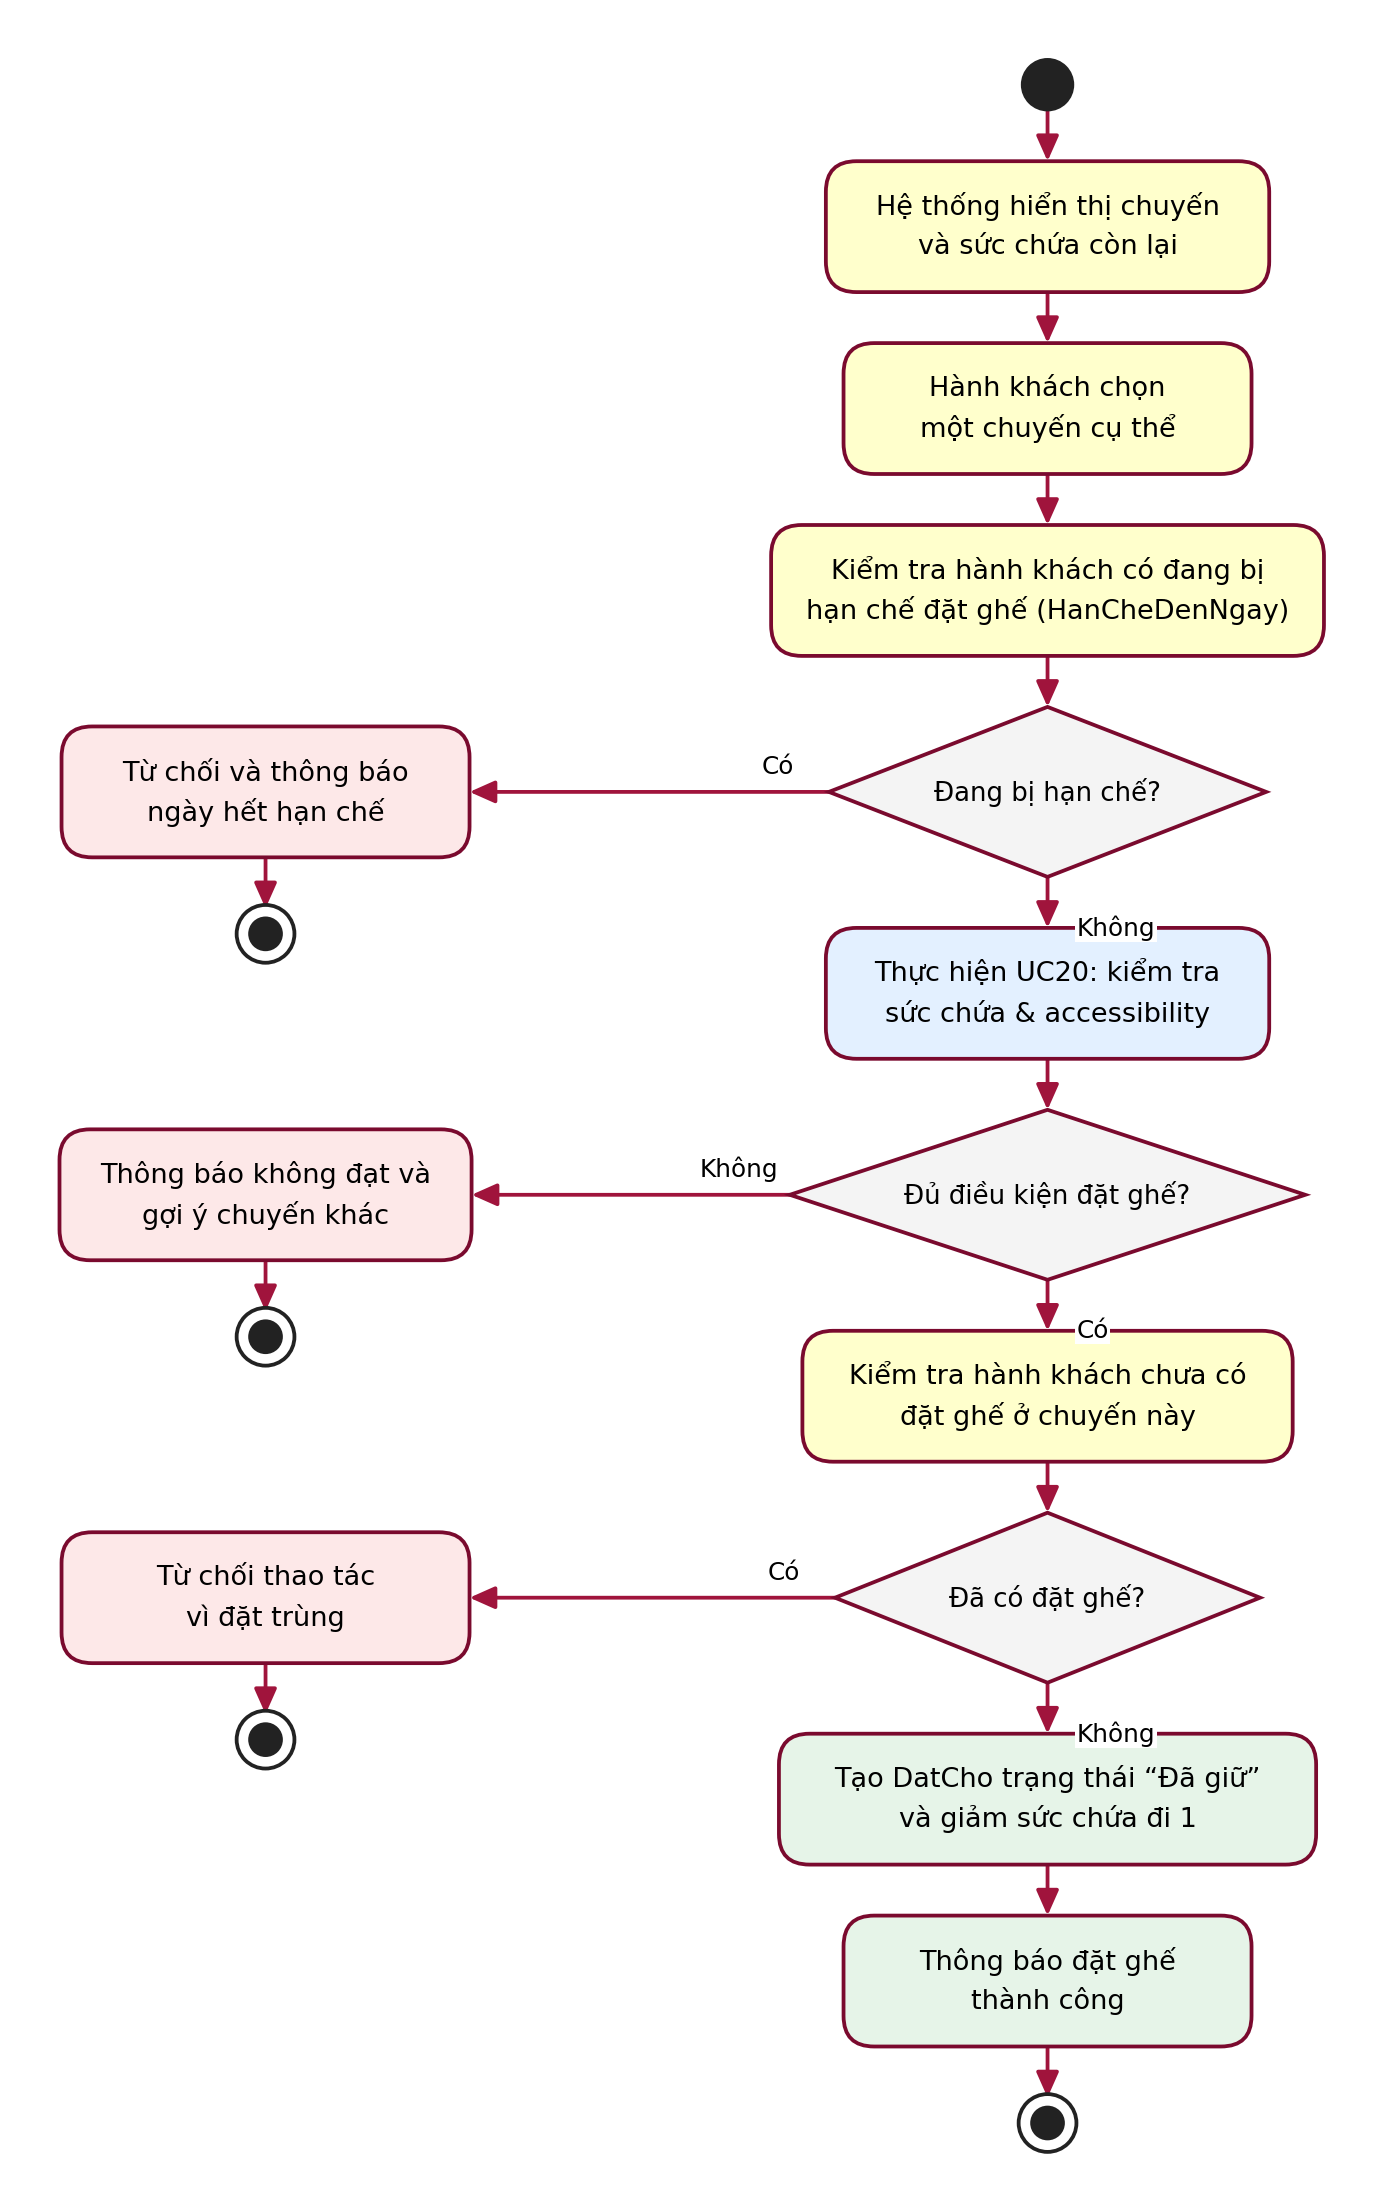 Hệ thống hiển thị chuyến
và sức chứa còn lại
Hành khách chọn
một chuyến cụ thể
Kiểm tra hành khách có đang bị
hạn chế đặt ghế (HanCheDenNgay)
Đang bị hạn chế?
Có
Từ chối và thông báo
ngày hết hạn chế
Không
Thực hiện UC20: kiểm tra
sức chứa & accessibility
Đủ điều kiện đặt ghế?
Không
Thông báo không đạt và
gợi ý chuyến khác
Có
Kiểm tra hành khách chưa có
đặt ghế ở chuyến này
Đã có đặt ghế?
Có
Từ chối thao tác
vì đặt trùng
Không
Tạo DatCho trạng thái “Đã giữ”
và giảm sức chứa đi 1
Thông báo đặt ghế
thành công